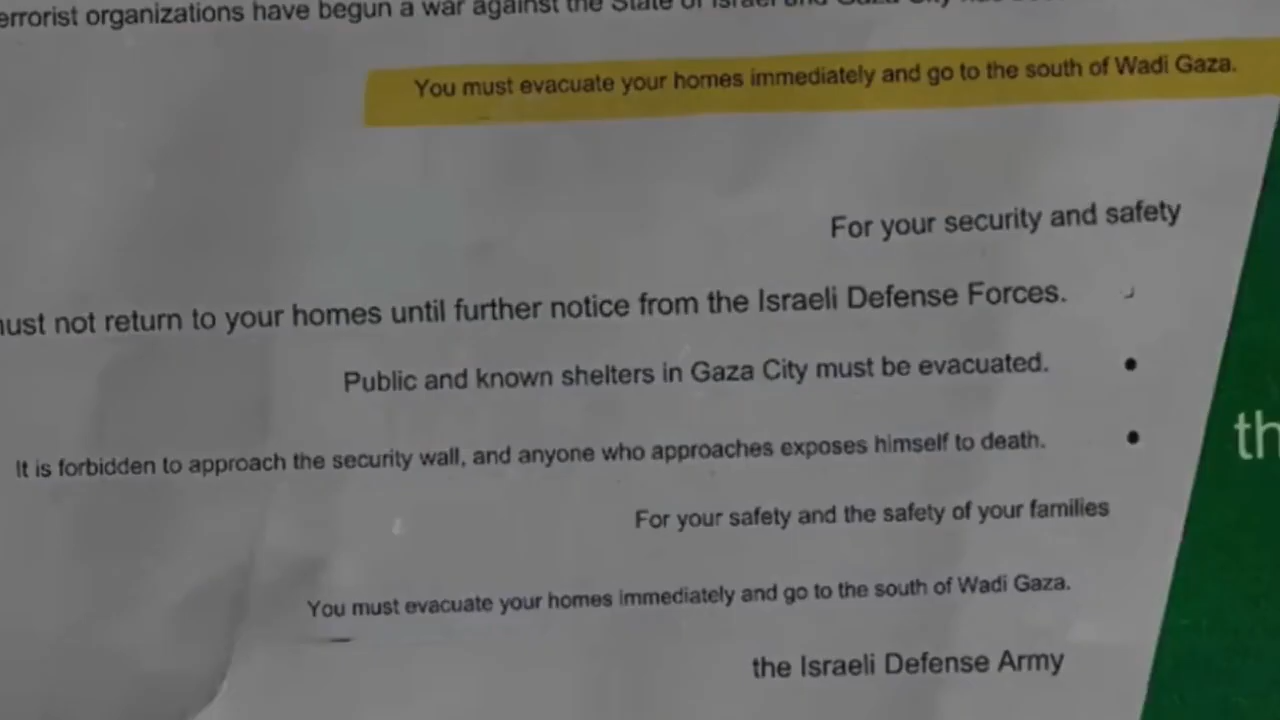 errorist organizations have begun a war against the State of Israel and Gaza City has
You must evacuate your homes immediately and go to the south of Wadi Gaza.
For your security and safety
must not return to your homes until further notice from the Israeli Defense Forces.
Public and known shelters in Gaza City must be evacuated.
It is forbidden to approach the security wall, and anyone who approaches exposes himself to death.
th
For your safety and the safety of your families
You must evacuate your homes immediately and go to the south of Wadi Gaza.
the Israeli Defense Army